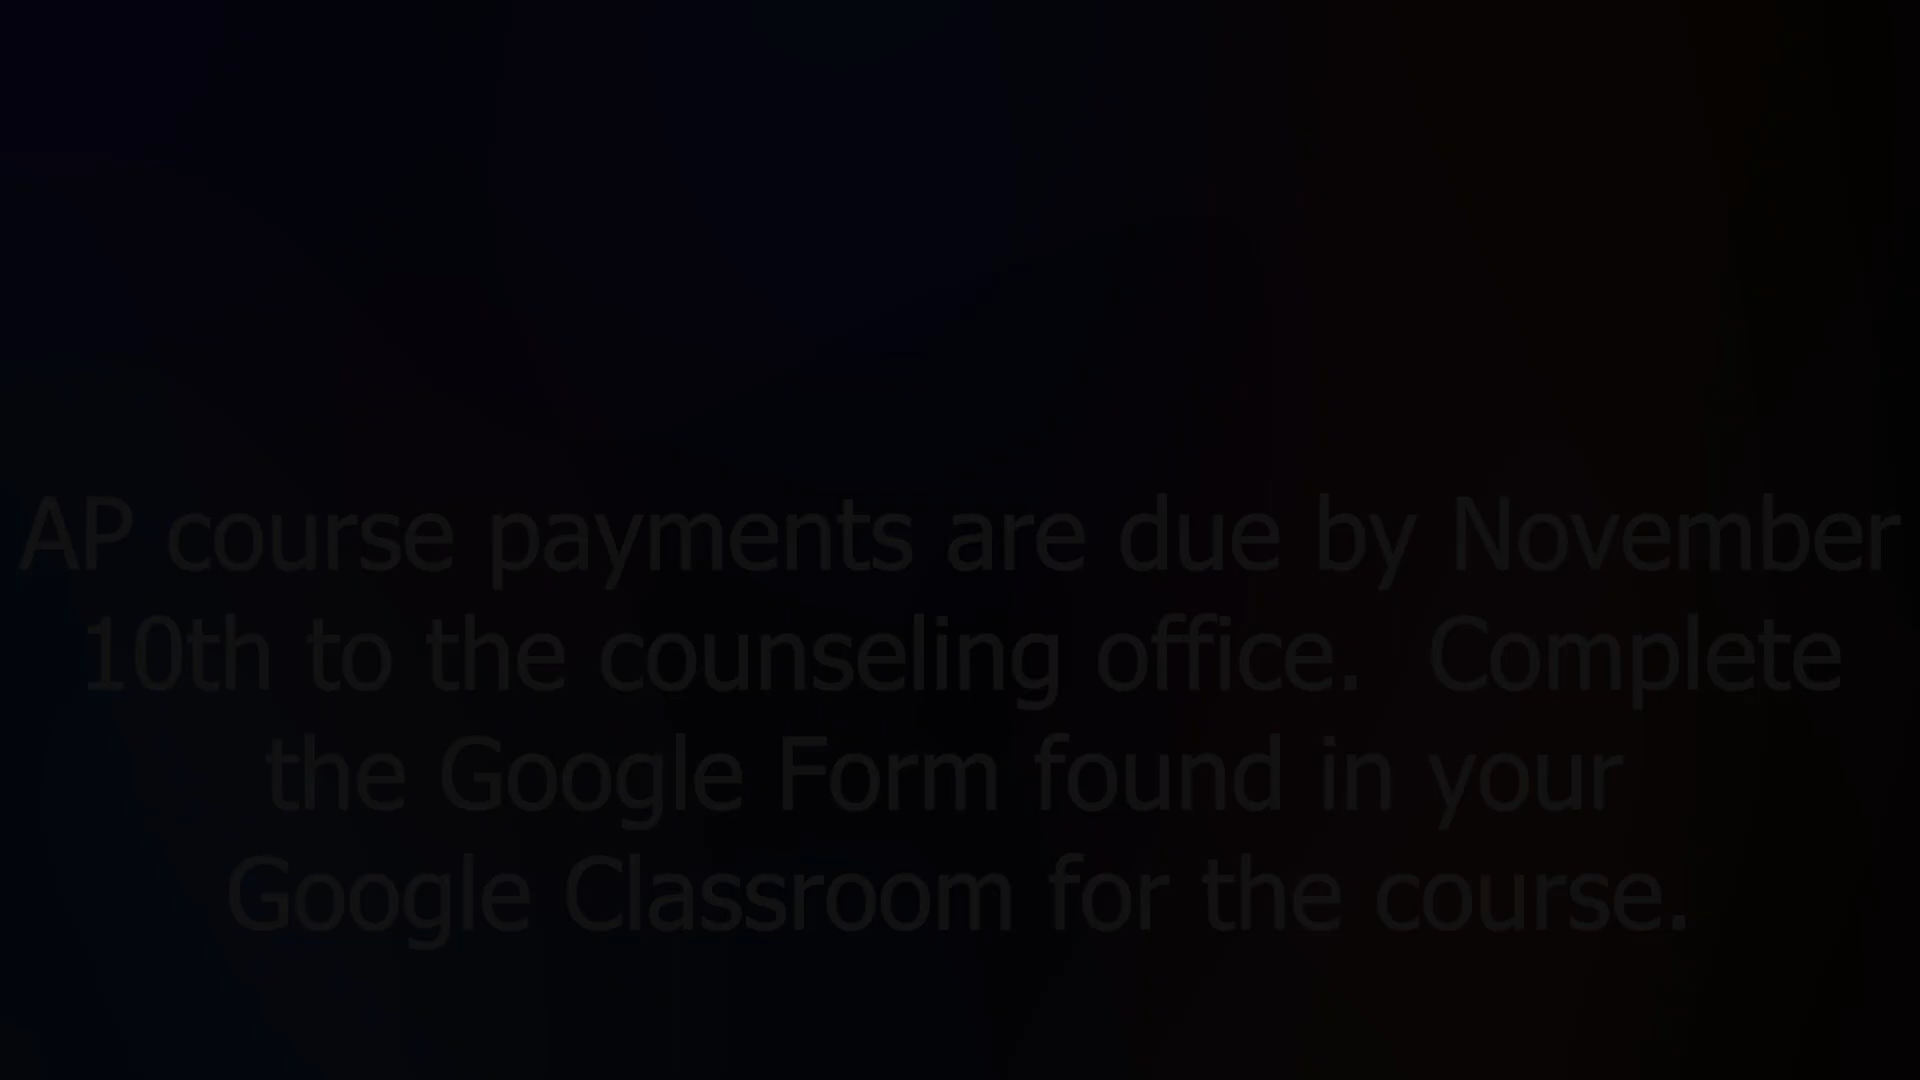 AP course payments are due by November
10th to the counseling office.  Complete
the Google Form found in your
Google Classroom for the course.